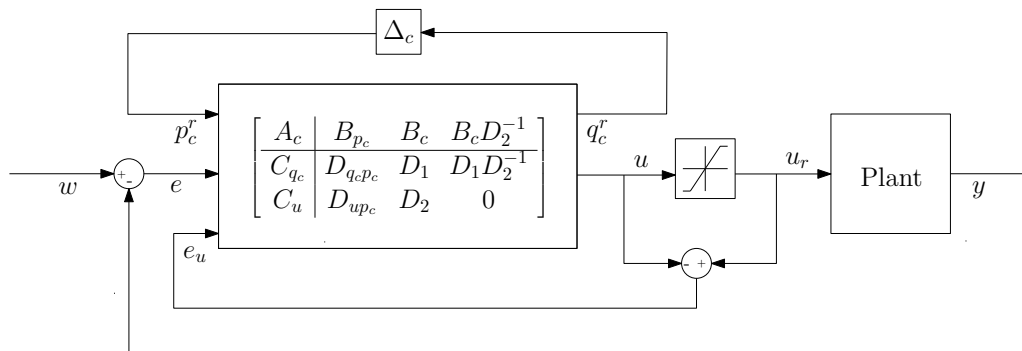 Δ_c
p_c^r
q_c^r
A_c B_{p_c} B_c B_c D_2^{-1}
C_{q_c} D_{q_c p_c} D_1 D_1 D_2^{-1}
C_u D_{u p_c} D_2 0
w
+
-
e
u
u_r
Plant
y
e_u
- +